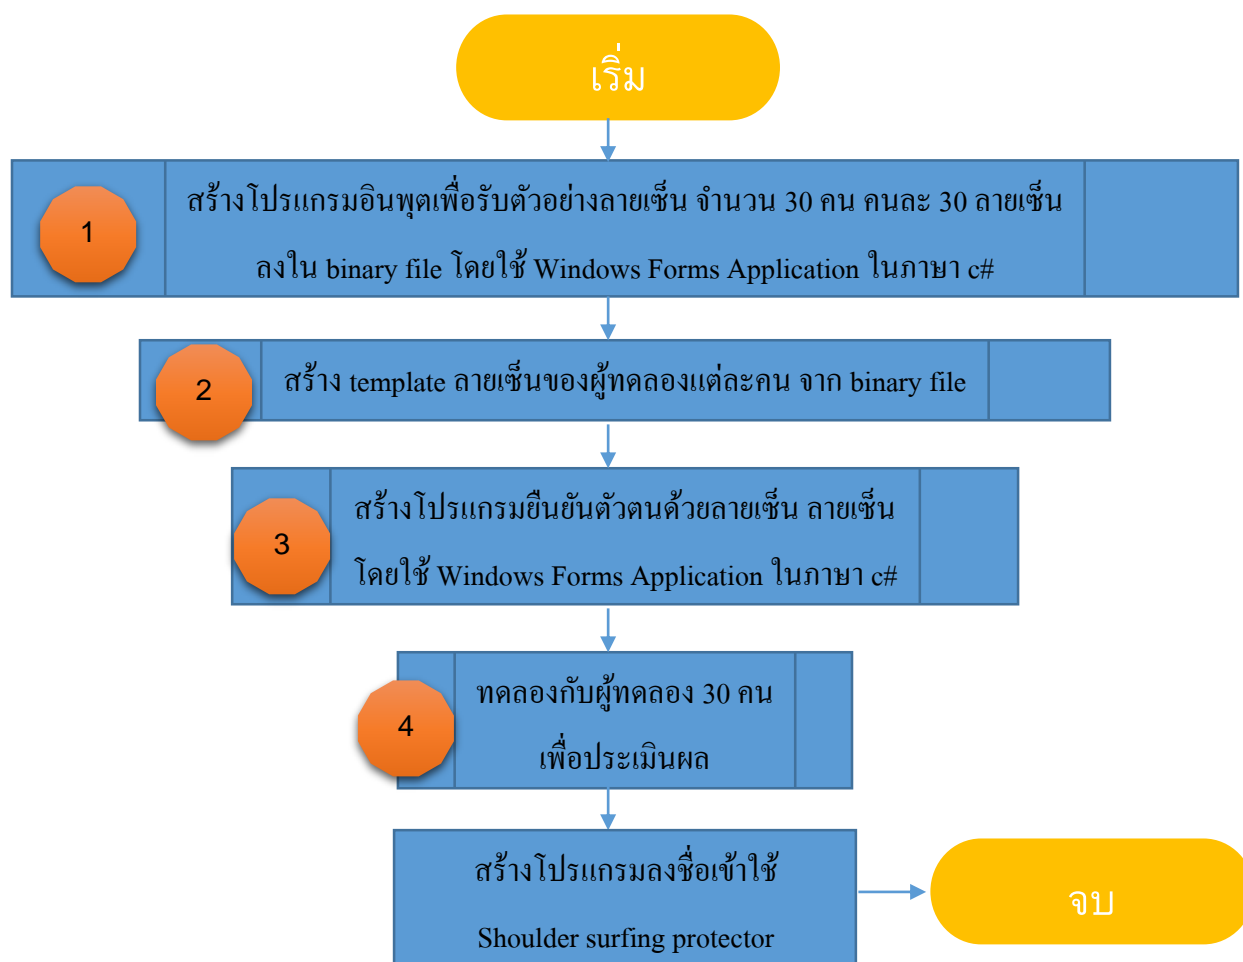 เริ่ม
1
สร้างโปรแกรมอินพุตเพื่อรับตัวอย่างลายเซ็น จำนวน 30 คน คนละ 30 ลายเซ็น
ลงใน binary file โดยใช้ Windows Forms Application ในภาษา c#
2
สร้าง template ลายเซ็นของผู้ทดลองแต่ละคน จาก binary file
3
สร้างโปรแกรมยืนยันตัวตนด้วยลายเซ็น ลายเซ็น
โดยใช้ Windows Forms Application ในภาษา c#
4
ทดลองกับผู้ทดลอง 30 คน
เพื่อประเมินผล
สร้างโปรแกรมลงชื่อเข้าใช้
Shoulder surfing protector
จบ